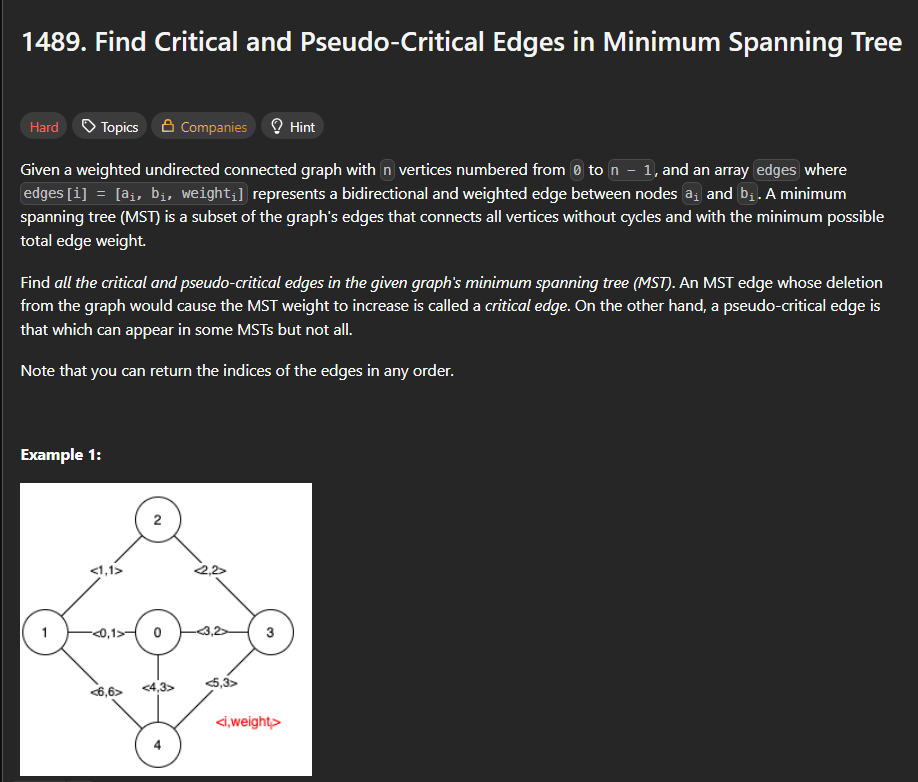 1489. Find Critical and Pseudo-Critical Edges in Minimum Spanning Tree
Hard Topics Companies Hint
Given a weighted undirected connected graph with n vertices numbered from 0 to n - 1, and an array edges where
edges[i] = [aᵢ, bᵢ, weightᵢ] represents a bidirectional and weighted edge between nodes aᵢ and bᵢ. A minimum
spanning tree (MST) is a subset of the graph's edges that connects all vertices without cycles and with the minimum possible
total edge weight.
Find all the critical and pseudo-critical edges in the given graph's minimum spanning tree (MST). An MST edge whose deletion
from the graph would cause the MST weight to increase is called a critical edge. On the other hand, a pseudo-critical edge is
that which can appear in some MSTs but not all.
Note that you can return the indices of the edges in any order.
Example 1:
2
<1,1> <2,2>
1 <0,1> 0 <3,2> 3
<6,6> <4,3> <5,3>
<i,weightᵢ>
4